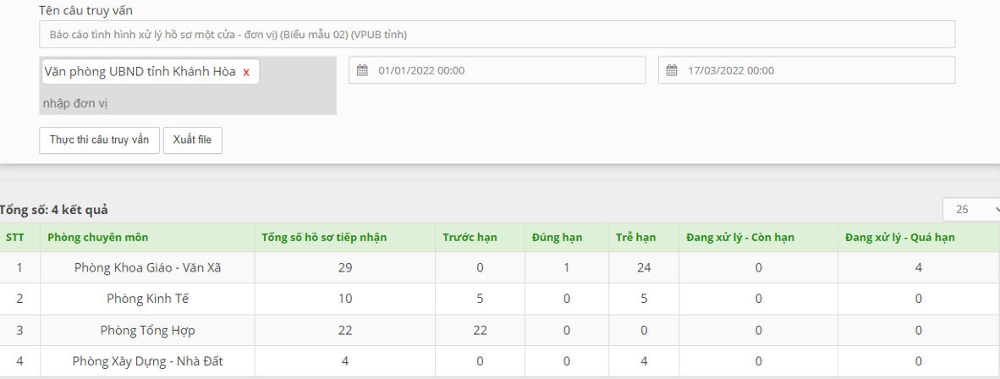 Tên câu truy vấn
Báo cáo tình hình xử lý hồ sơ một cửa - đơn vị) (Biểu mẫu 02) (VPUB tỉnh)
Văn phòng UBND tỉnh Khánh Hòa x 01/01/2022 00:00 17/03/2022 00:00
nhập đơn vị
Thực thi câu truy vấn Xuất file
Tổng số: 4 kết quả 25
STT Phòng chuyên môn Tổng số hồ sơ tiếp nhận Trước hạn Đúng hạn Trễ hạn Đang xử lý - Còn hạn Đang xử lý - Quá hạn
1 Phòng Khoa Giáo - Văn Xã 29 0 1 24 0 4
2 Phòng Kinh Tế 10 5 0 5 0 0
3 Phòng Tổng Hợp 22 22 0 0 0 0
4 Phòng Xây Dựng - Nhà Đất 4 0 0 4 0 0